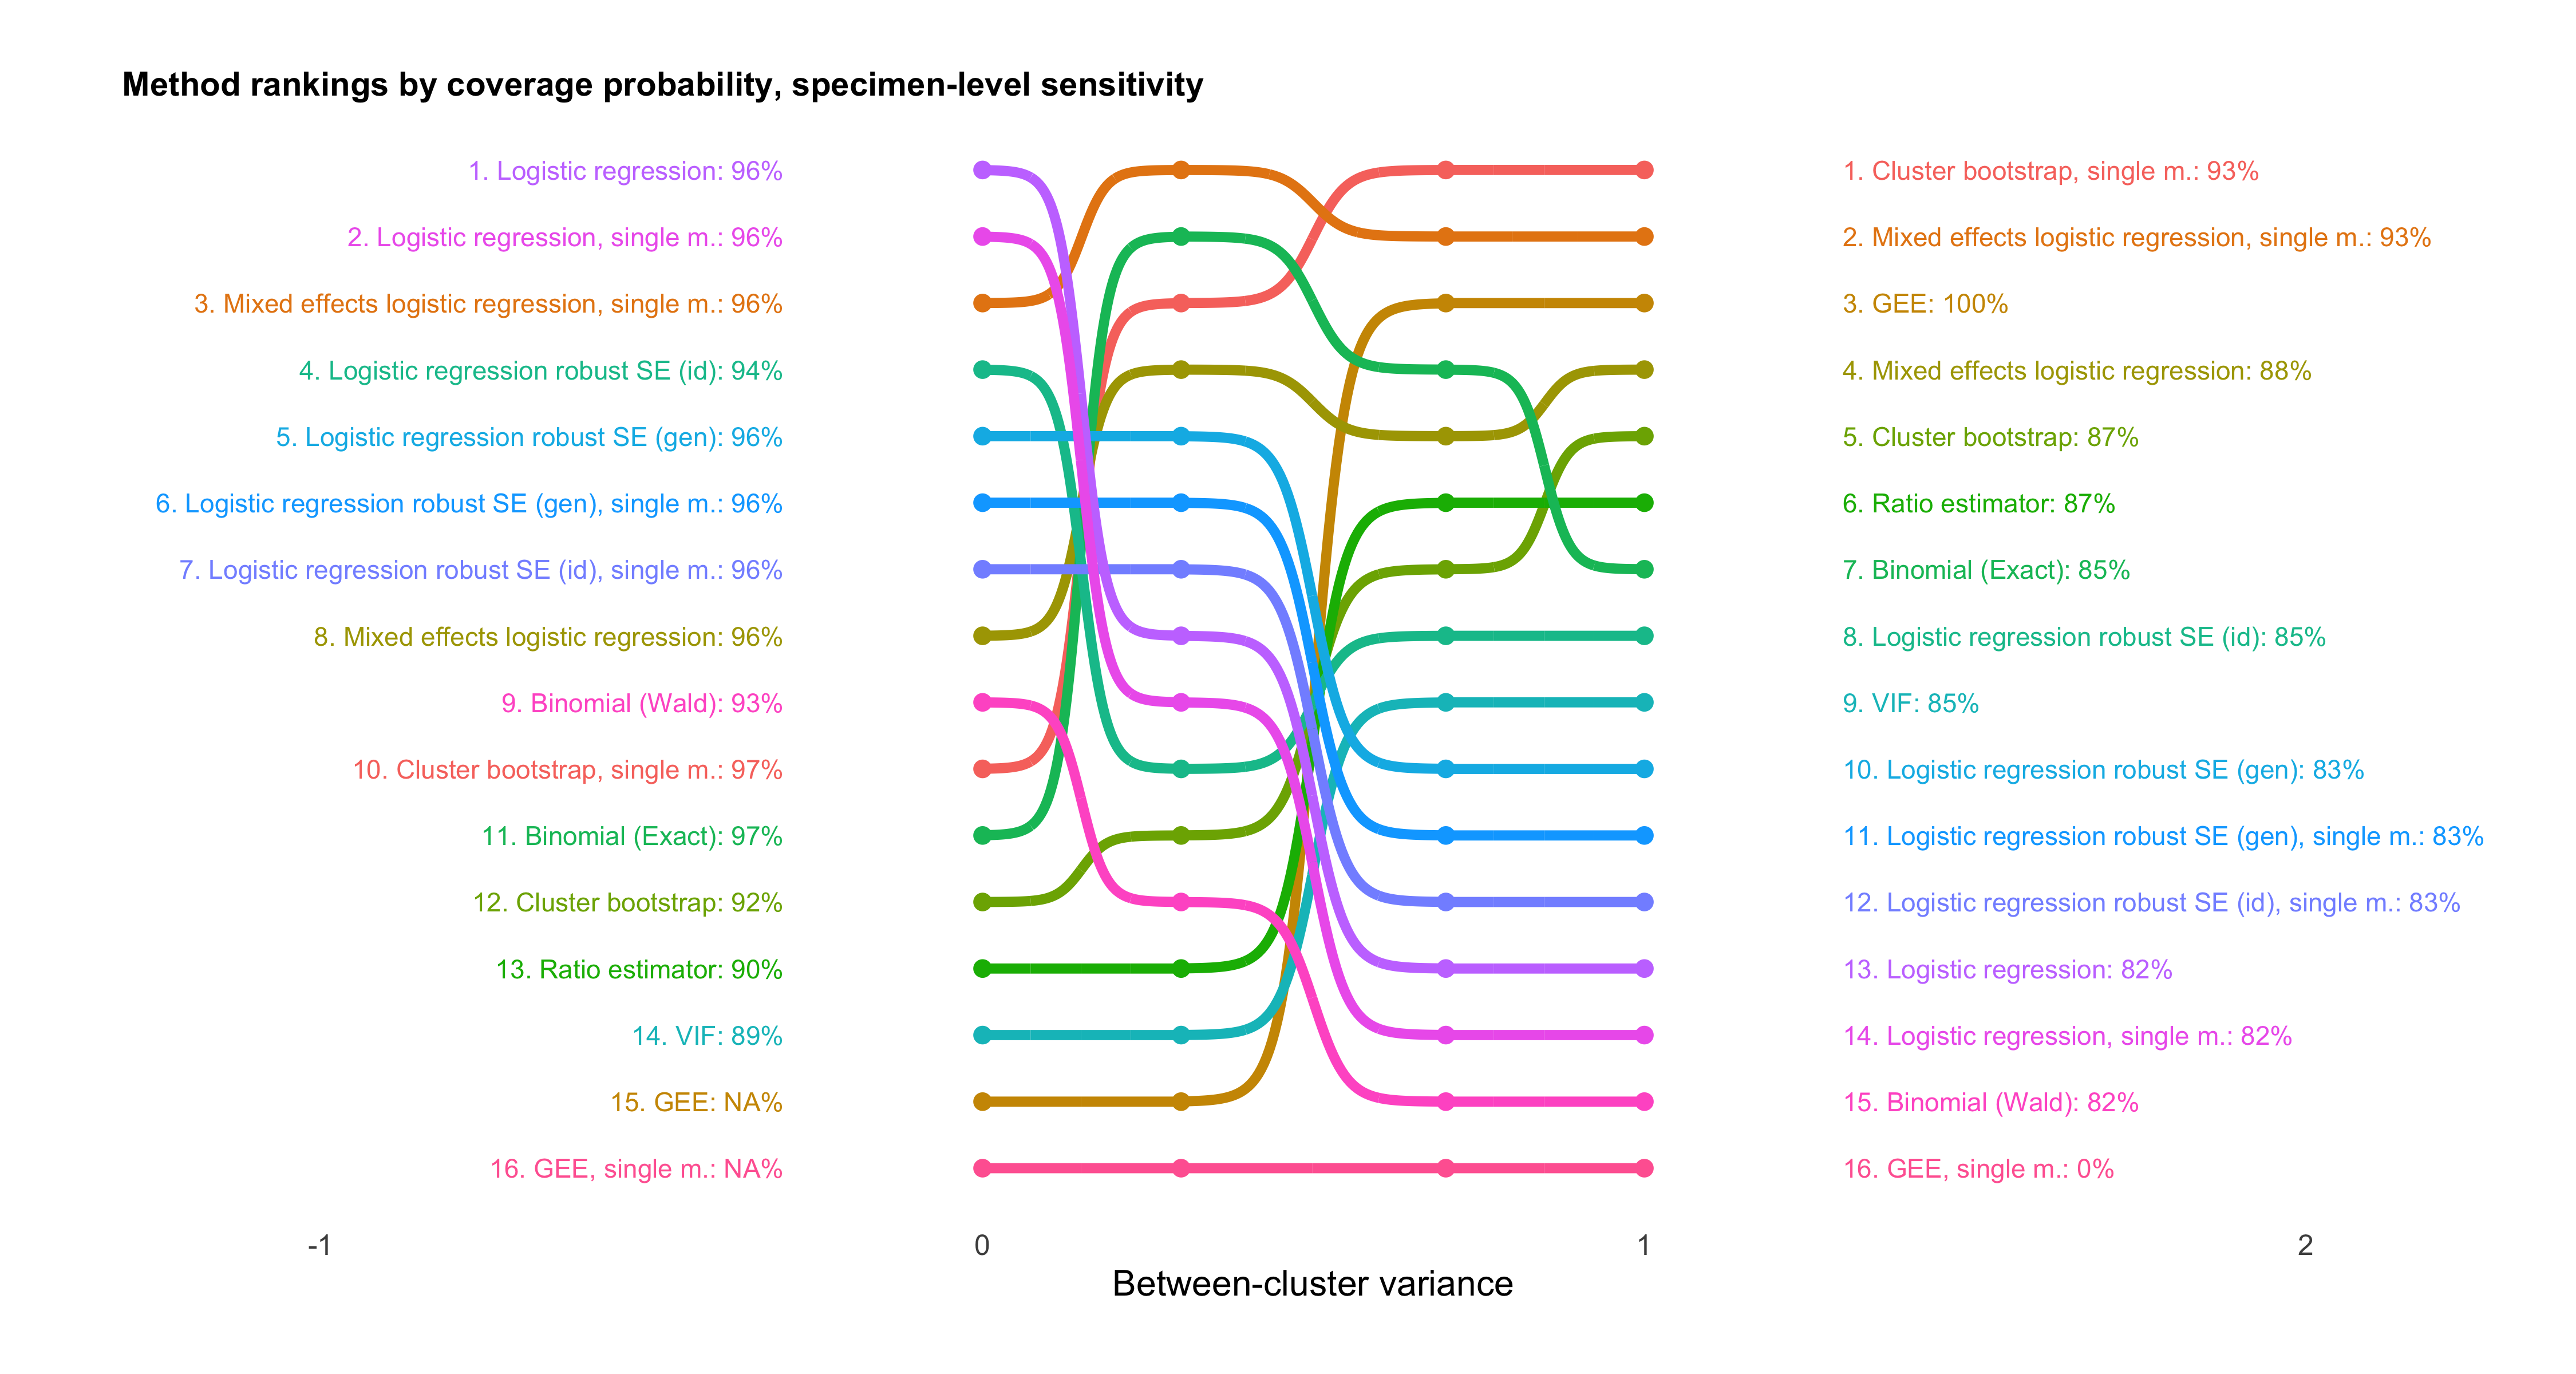 Method rankings by coverage probability, specimen-level sensitivity
1. Logistic regression: 96%
2. Logistic regression, single m.: 96%
3. Mixed effects logistic regression, single m.: 96%
4. Logistic regression robust SE (id): 94%
5. Logistic regression robust SE (gen): 96%
6. Logistic regression robust SE (gen), single m.: 96%
7. Logistic regression robust SE (id), single m.: 96%
8. Mixed effects logistic regression: 96%
9. Binomial (Wald): 93%
10. Cluster bootstrap, single m.: 97%
11. Binomial (Exact): 97%
12. Cluster bootstrap: 92%
13. Ratio estimator: 90%
14. VIF: 89%
15. GEE: NA%
16. GEE, single m.: NA%
1. Cluster bootstrap, single m.: 93%
2. Mixed effects logistic regression, single m.: 93%
3. GEE: 100%
4. Mixed effects logistic regression: 88%
5. Cluster bootstrap: 87%
6. Ratio estimator: 87%
7. Binomial (Exact): 85%
8. Logistic regression robust SE (id): 85%
9. VIF: 85%
10. Logistic regression robust SE (gen): 83%
11. Logistic regression robust SE (gen), single m.: 83%
12. Logistic regression robust SE (id), single m.: 83%
13. Logistic regression: 82%
14. Logistic regression, single m.: 82%
15. Binomial (Wald): 82%
16. GEE, single m.: 0%
-1 0 1 2
Between-cluster variance